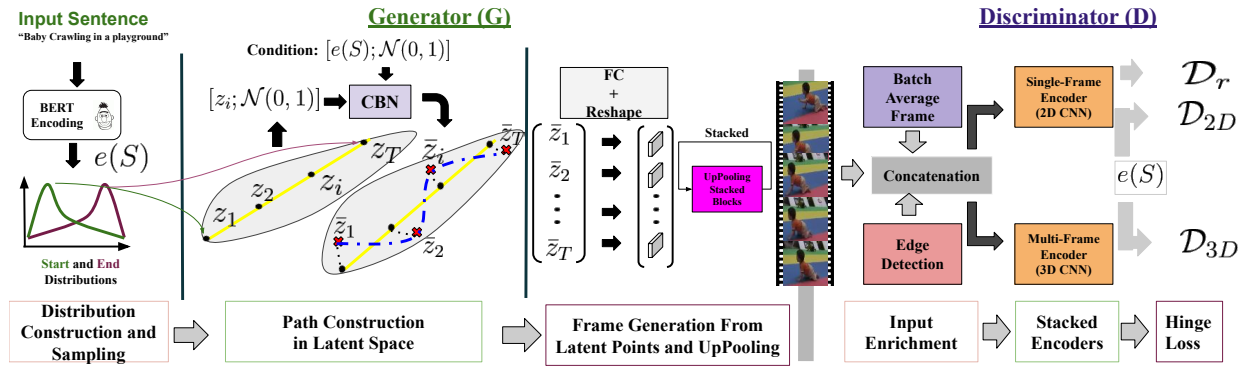 Input Sentence
“Baby Crawling in a playground”
BERT
Encoding
e(S)
Start and End
Distributions
Generator (G)
Condition: [e(S); N(0, 1)]
[z_i; N(0, 1)]
CBN
z_1
z_2
z_i
z_T
z̄_1
z̄_2
z̄_i
z̄_T
FC
+
Reshape
z̄_1
z̄_2
z̄_T
Stacked
UpPooling
Stacked
Blocks
Discriminator (D)
Batch
Average
Frame
Concatenation
Edge
Detection
Single-Frame
Encoder
(2D CNN)
Multi-Frame
Encoder
(3D CNN)
D_r
D_2D
e(S)
D_3D
Distribution
Construction and
Sampling
Path Construction
in Latent Space
Frame Generation From
Latent Points and UpPooling
Input
Enrichment
Stacked
Encoders
Hinge
Loss